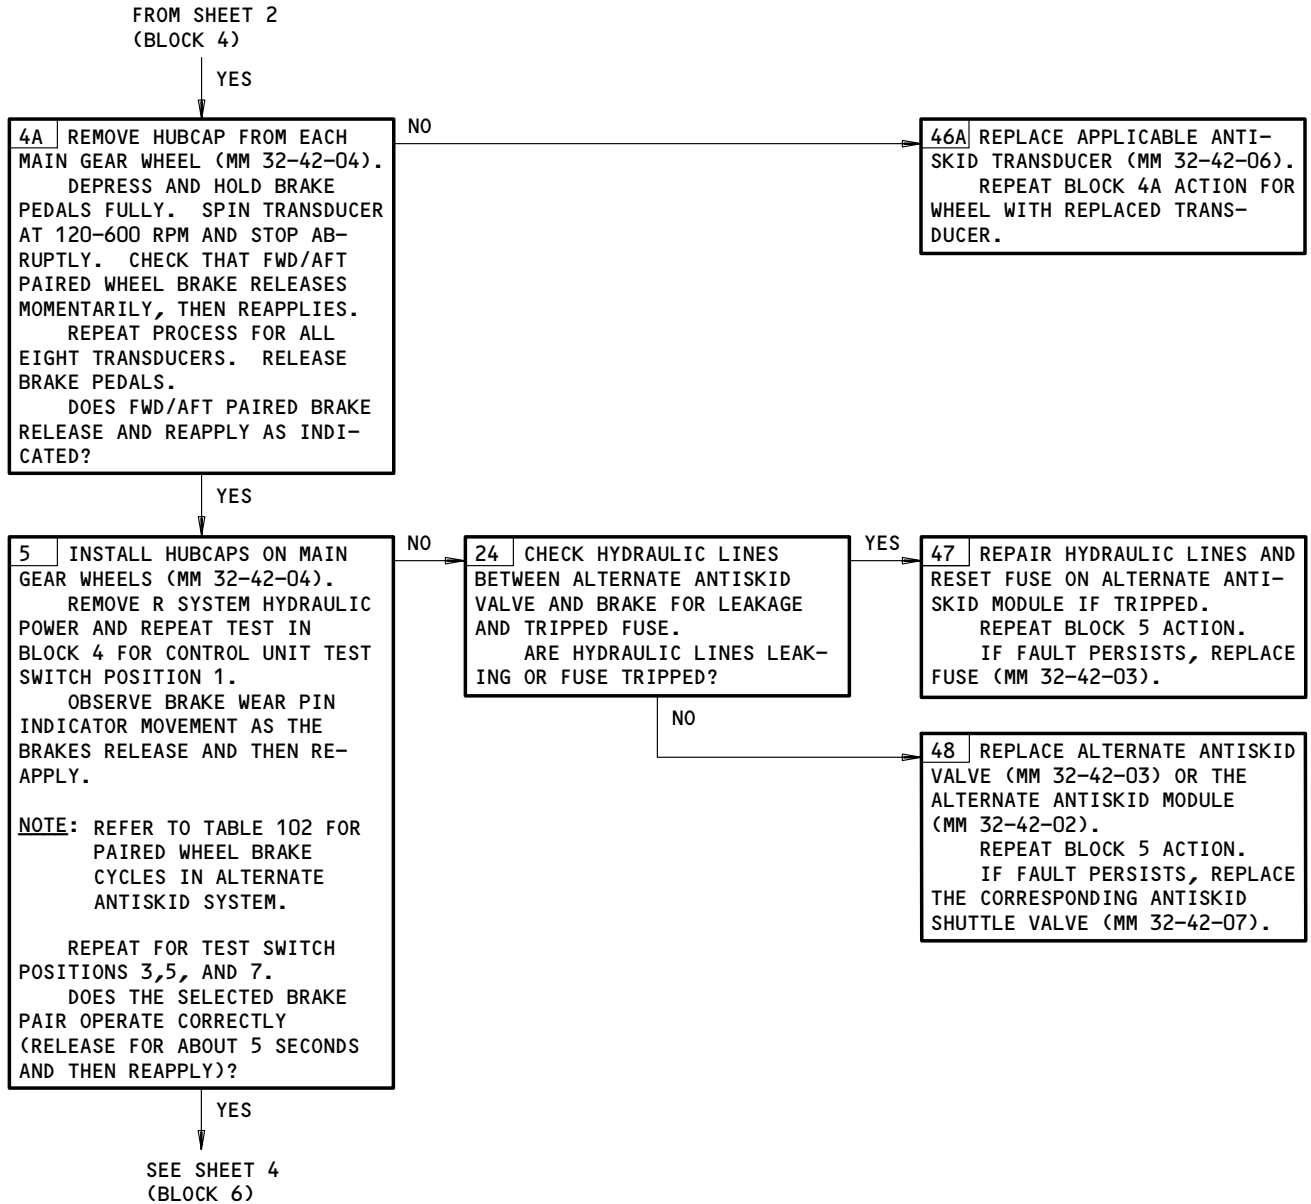 FROM SHEET 2
(BLOCK 4)
YES
4A REMOVE HUBCAP FROM EACH
MAIN GEAR WHEEL (MM 32-42-04).
DEPRESS AND HOLD BRAKE
PEDALS FULLY. SPIN TRANSDUCER
AT 120-600 RPM AND STOP AB-
RUPTLY. CHECK THAT FWD/AFT
PAIRED WHEEL BRAKE RELEASES
MOMENTARILY, THEN REAPPLIES.
REPEAT PROCESS FOR ALL
EIGHT TRANSDUCERS. RELEASE
BRAKE PEDALS.
DOES FWD/AFT PAIRED BRAKE
RELEASE AND REAPPLY AS INDI-
CATED?
NO
46A REPLACE APPLICABLE ANTI-
SKID TRANSDUCER (MM 32-42-06).
REPEAT BLOCK 4A ACTION FOR
WHEEL WITH REPLACED TRANS-
DUCER.
YES
5 INSTALL HUBCAPS ON MAIN
GEAR WHEELS (MM 32-42-04).
REMOVE R SYSTEM HYDRAULIC
POWER AND REPEAT TEST IN
BLOCK 4 FOR CONTROL UNIT TEST
SWITCH POSITION 1.
OBSERVE BRAKE WEAR PIN
INDICATOR MOVEMENT AS THE
BRAKES RELEASE AND THEN RE-
APPLY.
NOTE: REFER TO TABLE 102 FOR
PAIRED WHEEL BRAKE
CYCLES IN ALTERNATE
ANTISKID SYSTEM.
REPEAT FOR TEST SWITCH
POSITIONS 3,5, AND 7.
DOES THE SELECTED BRAKE
PAIR OPERATE CORRECTLY
(RELEASE FOR ABOUT 5 SECONDS
AND THEN REAPPLY)?
NO
24 CHECK HYDRAULIC LINES
BETWEEN ALTERNATE ANTISKID
VALVE AND BRAKE FOR LEAKAGE
AND TRIPPED FUSE.
ARE HYDRAULIC LINES LEAK-
ING OR FUSE TRIPPED?
YES
47 REPAIR HYDRAULIC LINES AND
RESET FUSE ON ALTERNATE ANTI-
SKID MODULE IF TRIPPED.
REPEAT BLOCK 5 ACTION.
IF FAULT PERSISTS, REPLACE
FUSE (MM 32-42-03).
NO
48 REPLACE ALTERNATE ANTISKID
VALVE (MM 32-42-03) OR THE
ALTERNATE ANTISKID MODULE
(MM 32-42-02).
REPEAT BLOCK 5 ACTION.
IF FAULT PERSISTS, REPLACE
THE CORRESPONDING ANTISKID
SHUTTLE VALVE (MM 32-42-07).
YES
SEE SHEET 4
(BLOCK 6)